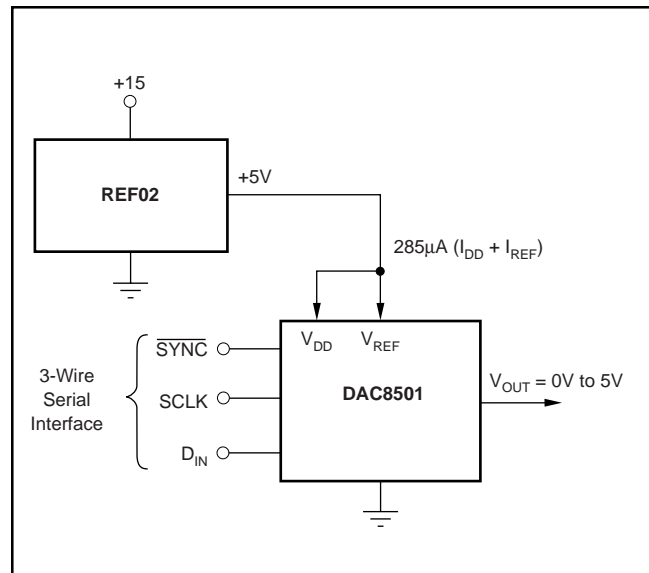 +15
REF02
+5V
285µA (I_DD + I_REF)
V_DD
V_REF
3-Wire
Serial
Interface
S̅Y̅N̅C̅
SCLK
D_IN
DAC8501
V_OUT = 0V to 5V